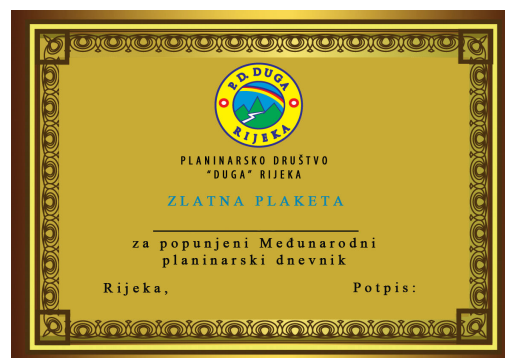 P.D. DUGA
RIJEKA
PLANINARSKO DRUŠTVO
"DUGA" RIJEKA
ZLATNA PLAKETA
za popunjeni Međunarodni
planinarski dnevnik
Rijeka, Potpis: